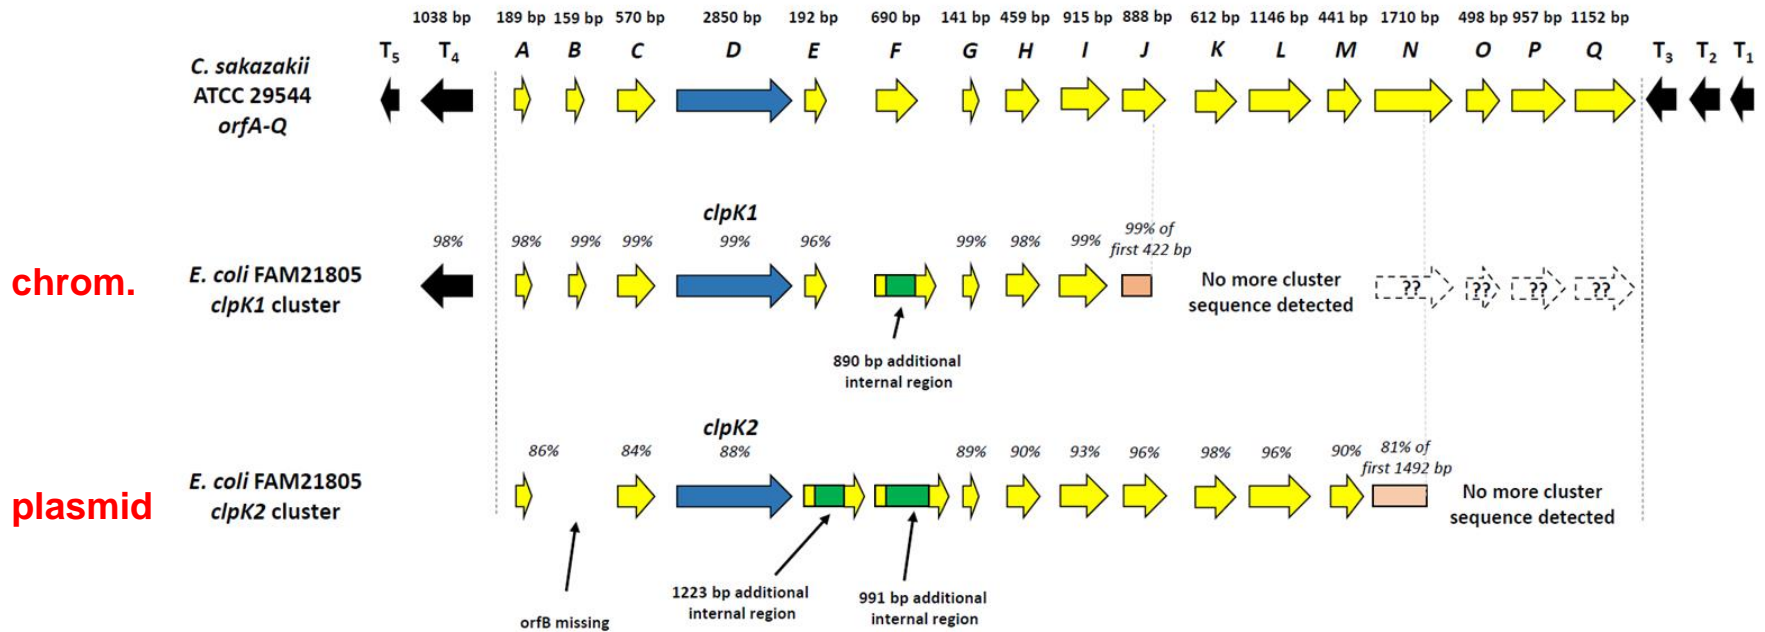 1038 bp 189 bp 159 bp 570 bp 2850 bp 192 bp 690 bp 141 bp 459 bp 915 bp 888 bp 612 bp 1146 bp 441 bp 1710 bp 498 bp 957 bp 1152 bp
T5 T4 A B C D E F G H I J K L M N O P Q T3 T2 T1
C. sakazakii
ATCC 29544
orfA-Q
clpK1
98% 98% 99% 99% 99% 96% 99% 98% 99% 99% of
first 422 bp
chrom.
E. coli FAM21805
clpK1 cluster
No more cluster
sequence detected
?? ?? ?? ??
890 bp additional
internal region
clpK2
86% 84% 88% 89% 90% 93% 96% 98% 96% 90% 81% of
first 1492 bp
plasmid
E. coli FAM21805
clpK2 cluster
No more cluster
sequence detected
1223 bp additional
internal region
991 bp additional
internal region
orfB missing